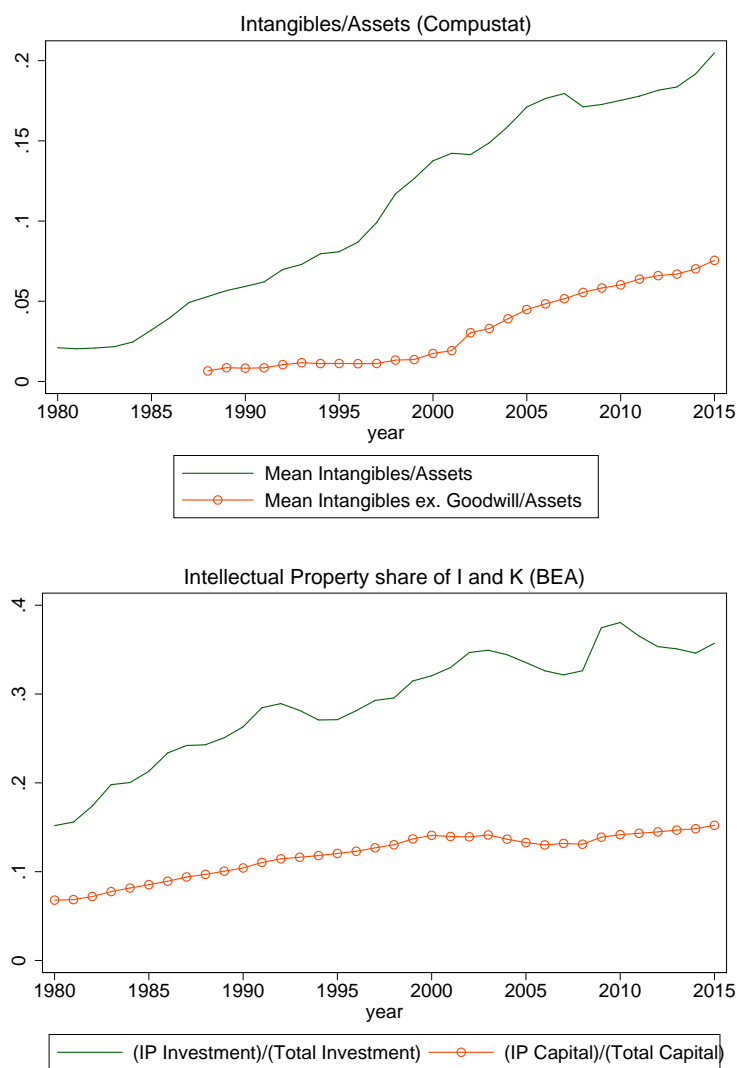 Intangibles/Assets (Compustat)
.2
.15
.1
.05
0
1980 1985 1990 1995 2000 2005 2010 2015
year
Mean Intangibles/Assets
Mean Intangibles ex. Goodwill/Assets
Intellectual Property share of I and K (BEA)
.4
.3
.2
.1
0
1980 1985 1990 1995 2000 2005 2010 2015
year
(IP Investment)/(Total Investment) (IP Capital)/(Total Capital)